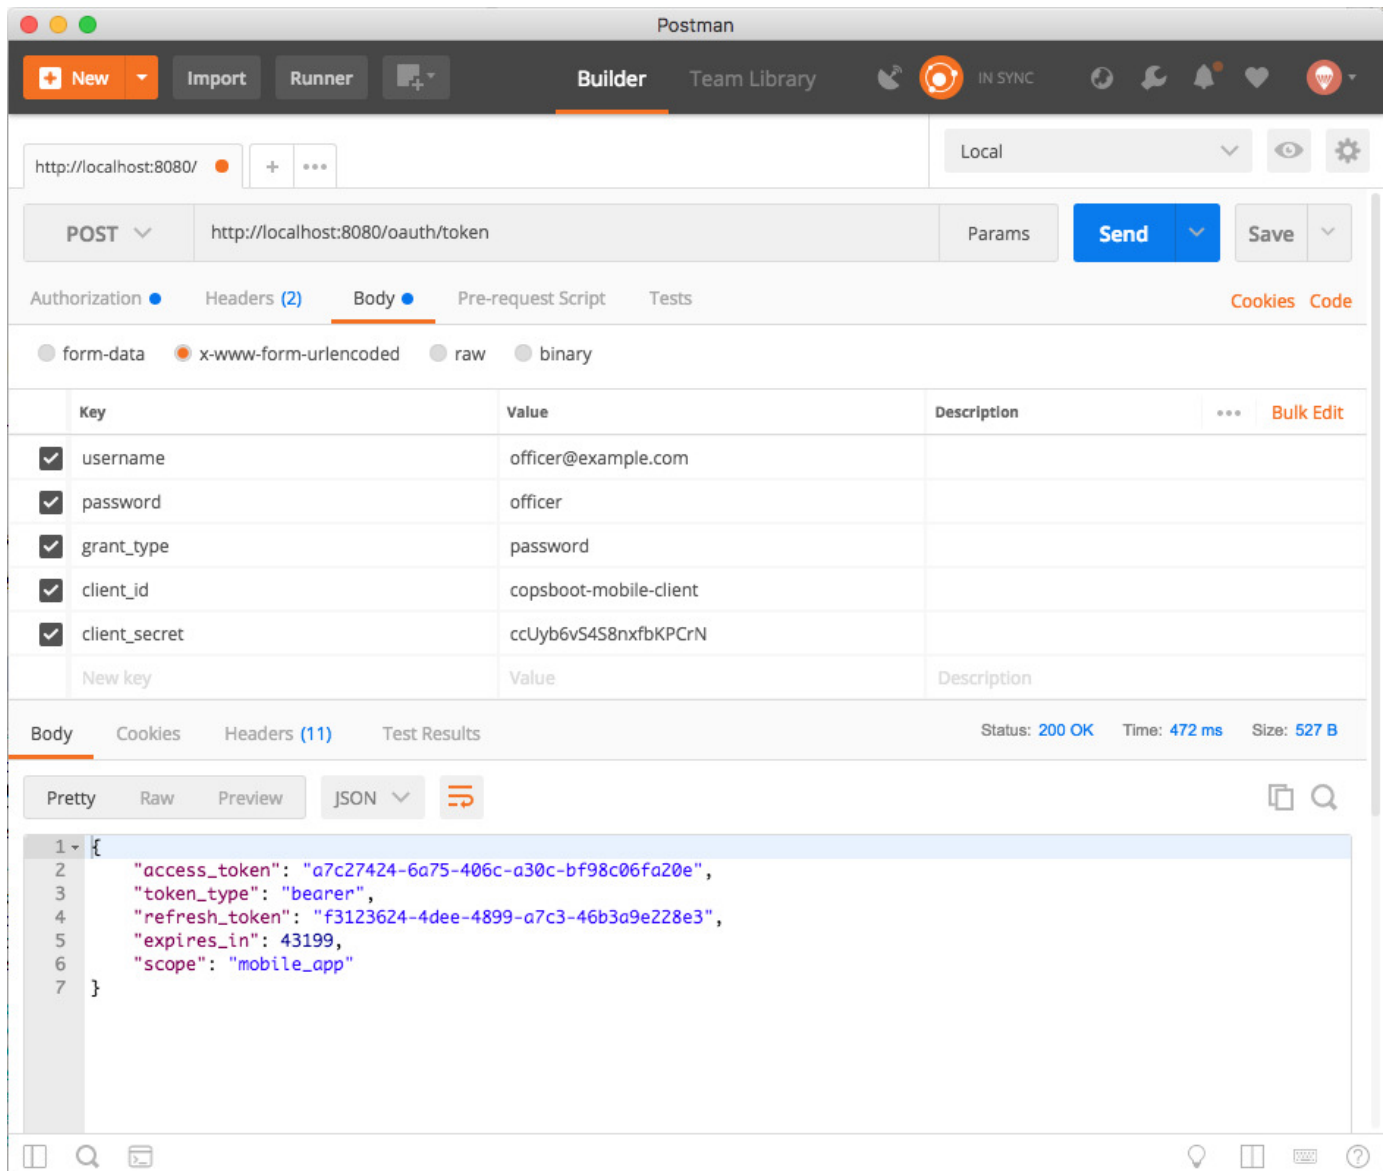 Postman
New Import Runner Builder Team Library IN SYNC
http://localhost:8080/ Local
POST http://localhost:8080/oauth/token Params Send Save
Authorization Headers (2) Body Pre-request Script Tests Cookies Code
form-data x-www-form-urlencoded raw binary
Key Value Description Bulk Edit
username officer@example.com
password officer
grant_type password
client_id copsboot-mobile-client
client_secret ccUyb6vS4S8nxfbKPCrN
New key Value Description
Body Cookies Headers (11) Test Results Status: 200 OK Time: 472 ms Size: 527 B
Pretty Raw Preview JSON
1 {
2 "access_token": "a7c27424-6a75-406c-a30c-bf98c06fa20e",
3 "token_type": "bearer",
4 "refresh_token": "f3123624-4dee-4899-a7c3-46b3a9e228e3",
5 "expires_in": 43199,
6 "scope": "mobile_app"
7 }